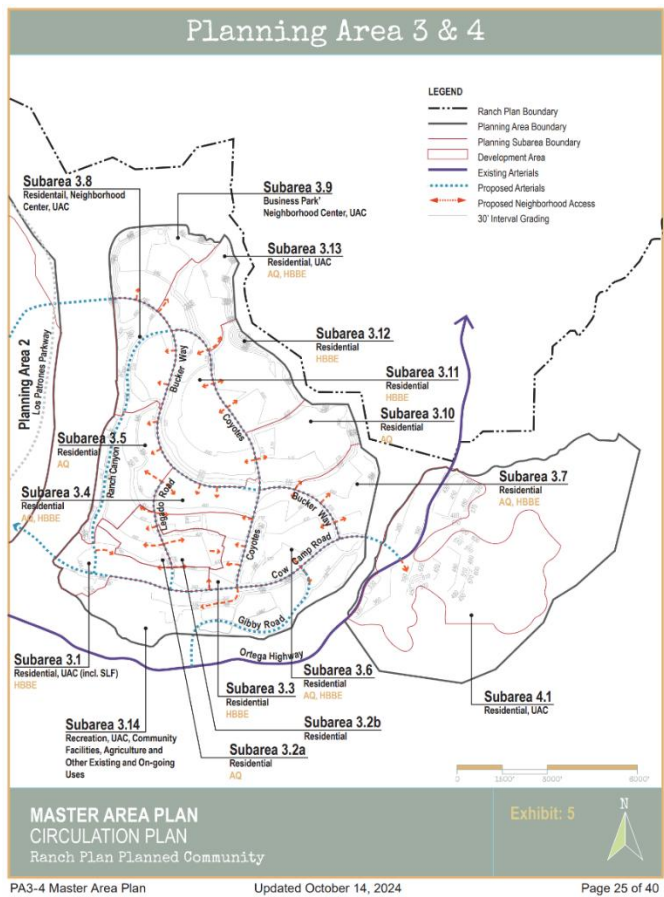 Planning Area 3 & 4
LEGEND
Ranch Plan Boundary
Planning Area Boundary
Planning Subarea Boundary
Development Area
Existing Arterials
Proposed Arterials
Proposed Neighborhood Access
30' Interval Grading
Subarea 3.8
Residentail, Neighborhood
Center, UAC
Subarea 3.9
Business Park'
Neighborhood Center, UAC
Subarea 3.13
Residential, UAC
AQ, HBBE
Subarea 3.12
Residential
HBBE
Subarea 3.11
Residential
HBBE
Subarea 3.10
Residential
AQ
Planning Area 2
Los Patrones Parkway
Bucker Way
Coyotes
Subarea 3.5
Residential
AQ
Ranch Canyon
Subarea 3.4
Residential
AQ, HBBE
Legado Road
Subarea 3.7
Residential
AQ, HBBE
Bucker Way
Coyotes
Cow Camp Road
Gibby Road
Ortega Highway
Subarea 3.1
Residential, UAC (incl. SLF)
HBBE
Subarea 3.6
Residential
AQ, HBBE
Subarea 3.3
Residential
HBBE
Subarea 4.1
Residential, UAC
Subarea 3.14
Recreation, UAC, Community
Facilities, Agriculture and
Other Existing and On-going
Uses
Subarea 3.2b
Residential
Subarea 3.2a
Residential
AQ
0 1500' 3000' 6000'
MASTER AREA PLAN
CIRCULATION PLAN
Ranch Plan Planned Community
Exhibit: 5
N
PA3-4 Master Area Plan Updated October 14, 2024 Page 25 of 40